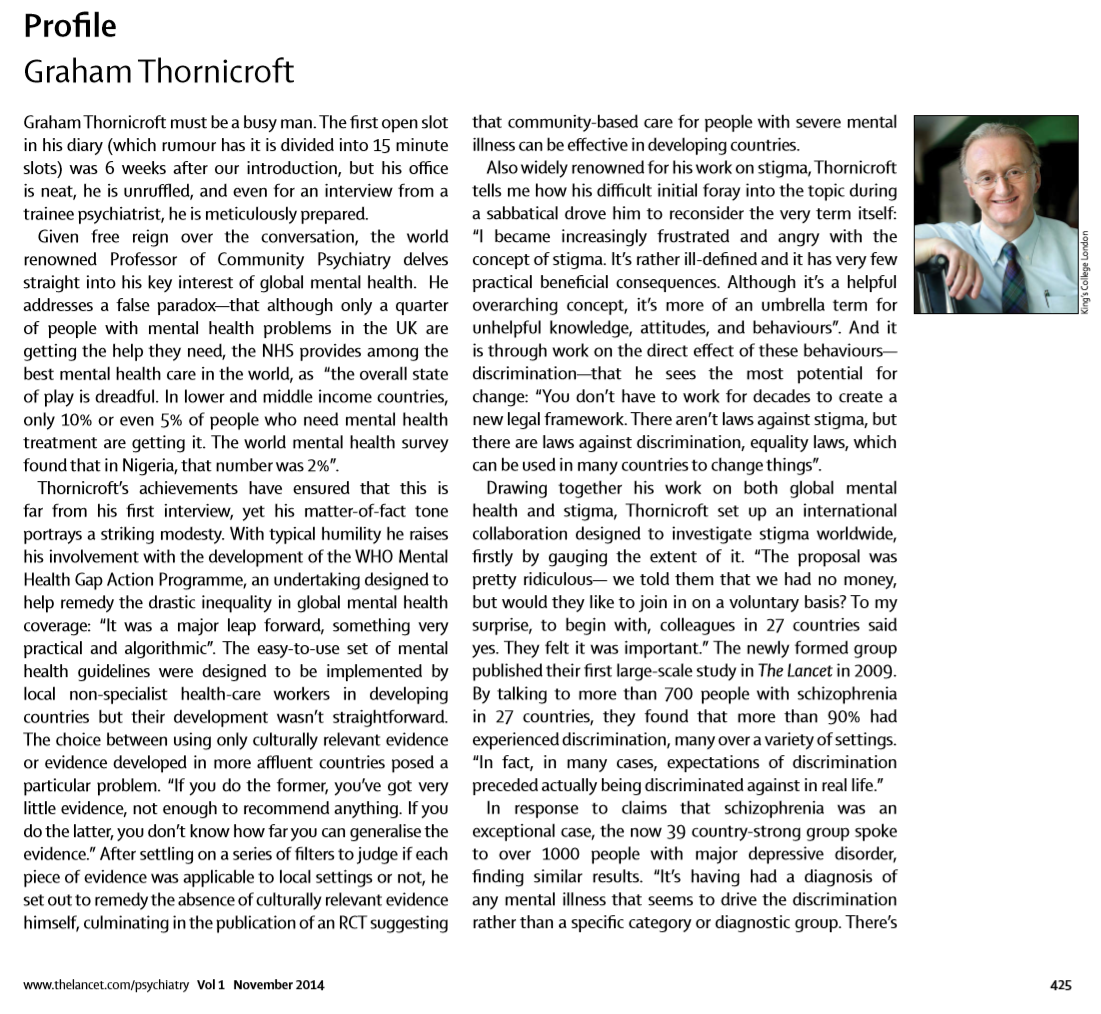 Profile
Graham Thornicroft
Graham Thornicroft must be a busy man. The first open slot
in his diary (which rumour has it is divided into 15 minute
slots) was 6 weeks after our introduction, but his office
is neat, he is unruffled, and even for an interview from a
trainee psychiatrist, he is meticulously prepared.
Given free reign over the conversation, the world
renowned Professor of Community Psychiatry delves
straight into his key interest of global mental health. He
addresses a false paradox—that although only a quarter
of people with mental health problems in the UK are
getting the help they need, the NHS provides among the
best mental health care in the world, as "the overall state
of play is dreadful. In lower and middle income countries,
only 10% or even 5% of people who need mental health
treatment are getting it. The world mental health survey
found that in Nigeria, that number was 2%".
Thornicroft's achievements have ensured that this is
far from his first interview, yet his matter-of-fact tone
portrays a striking modesty. With typical humility he raises
his involvement with the development of the WHO Mental
Health Gap Action Programme, an undertaking designed to
help remedy the drastic inequality in global mental health
coverage: "It was a major leap forward, something very
practical and algorithmic". The easy-to-use set of mental
health guidelines were designed to be implemented by
local non-specialist health-care workers in developing
countries but their development wasn't straightforward.
The choice between using only culturally relevant evidence
or evidence developed in more affluent countries posed a
particular problem. "If you do the former, you've got very
little evidence, not enough to recommend anything. If you
do the latter, you don't know how far you can generalise the
evidence." After settling on a series of filters to judge if each
piece of evidence was applicable to local settings or not, he
set out to remedy the absence of culturally relevant evidence
himself, culminating in the publication of an RCT suggesting
that community-based care for people with severe mental
illness can be effective in developing countries.
Also widely renowned for his work on stigma, Thornicroft
tells me how his difficult initial foray into the topic during
a sabbatical drove him to reconsider the very term itself:
"I became increasingly frustrated and angry with the
concept of stigma. It's rather ill-defined and it has very few
practical beneficial consequences. Although it's a helpful
overarching concept, it's more of an umbrella term for
unhelpful knowledge, attitudes, and behaviours". And it
is through work on the direct effect of these behaviours—
discrimination—that he sees the most potential for
change: "You don't have to work for decades to create a
new legal framework. There aren't laws against stigma, but
there are laws against discrimination, equality laws, which
can be used in many countries to change things".
Drawing together his work on both global mental
health and stigma, Thornicroft set up an international
collaboration designed to investigate stigma worldwide,
firstly by gauging the extent of it. "The proposal was
pretty ridiculous— we told them that we had no money,
but would they like to join in on a voluntary basis? To my
surprise, to begin with, colleagues in 27 countries said
yes. They felt it was important." The newly formed group
published their first large-scale study in The Lancet in 2009.
By talking to more than 700 people with schizophrenia
in 27 countries, they found that more than 90% had
experienced discrimination, many over a variety of settings.
"In fact, in many cases, expectations of discrimination
preceded actually being discriminated against in real life."
In response to claims that schizophrenia was an
exceptional case, the now 39 country-strong group spoke
to over 1000 people with major depressive disorder,
finding similar results. "It's having had a diagnosis of
any mental illness that seems to drive the discrimination
rather than a specific category or diagnostic group. There's
King's College London
www.thelancet.com/psychiatry Vol 1 November 2014
425